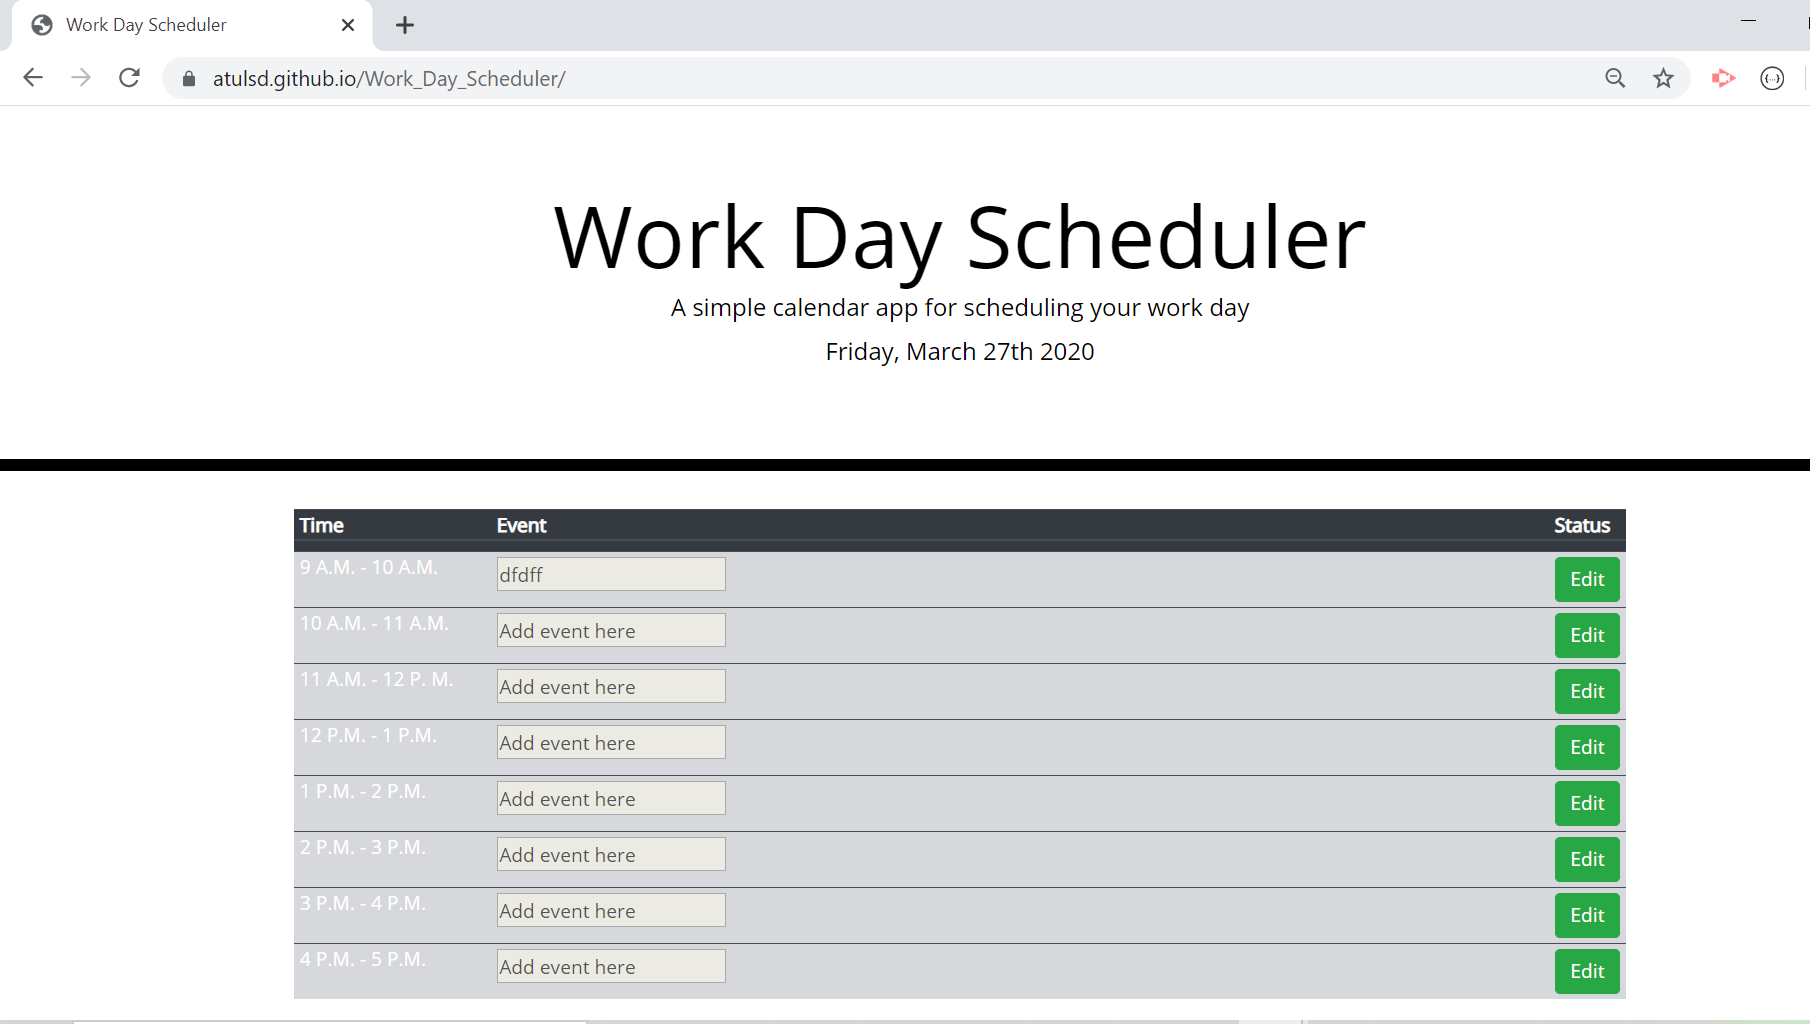 Work Day Scheduler
atulsd.github.io/Work_Day_Scheduler/
Work Day Scheduler
A simple calendar app for scheduling your work day
Friday, March 27th 2020
Time Event Status
9 A.M. - 10 A.M. dfdff Edit
10 A.M. - 11 A.M. Add event here Edit
11 A.M. - 12 P. M. Add event here Edit
12 P.M. - 1 P.M. Add event here Edit
1 P.M. - 2 P.M. Add event here Edit
2 P.M. - 3 P.M. Add event here Edit
3 P.M. - 4 P.M. Add event here Edit
4 P.M. - 5 P.M. Add event here Edit